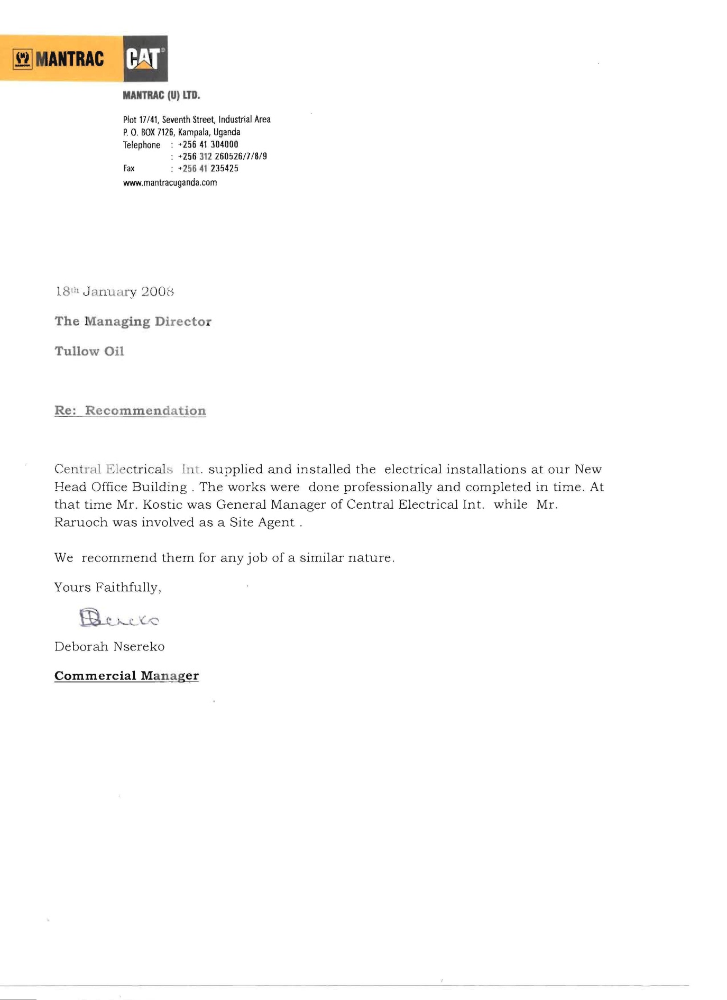 MANTRAC CAT®
MANTRAC (U) LTD.
Plot 17/41, Seventh Street, Industrial Area
P. O. BOX 7126, Kampala, Uganda
Telephone : +256 41 304000
: +256 312 260526/7/8/9
Fax : +256 41 235425
www.mantracuganda.com
18th January 2008
The Managing Director
Tullow Oil
Re: Recommendation
Central Electricals Int. supplied and installed the electrical installations at our New
Head Office Building . The works were done professionally and completed in time. At
that time Mr. Kostic was General Manager of Central Electrical Int. while Mr.
Raruoch was involved as a Site Agent .
We recommend them for any job of a similar nature.
Yours Faithfully,
Deborah Nsereko
Commercial Manager